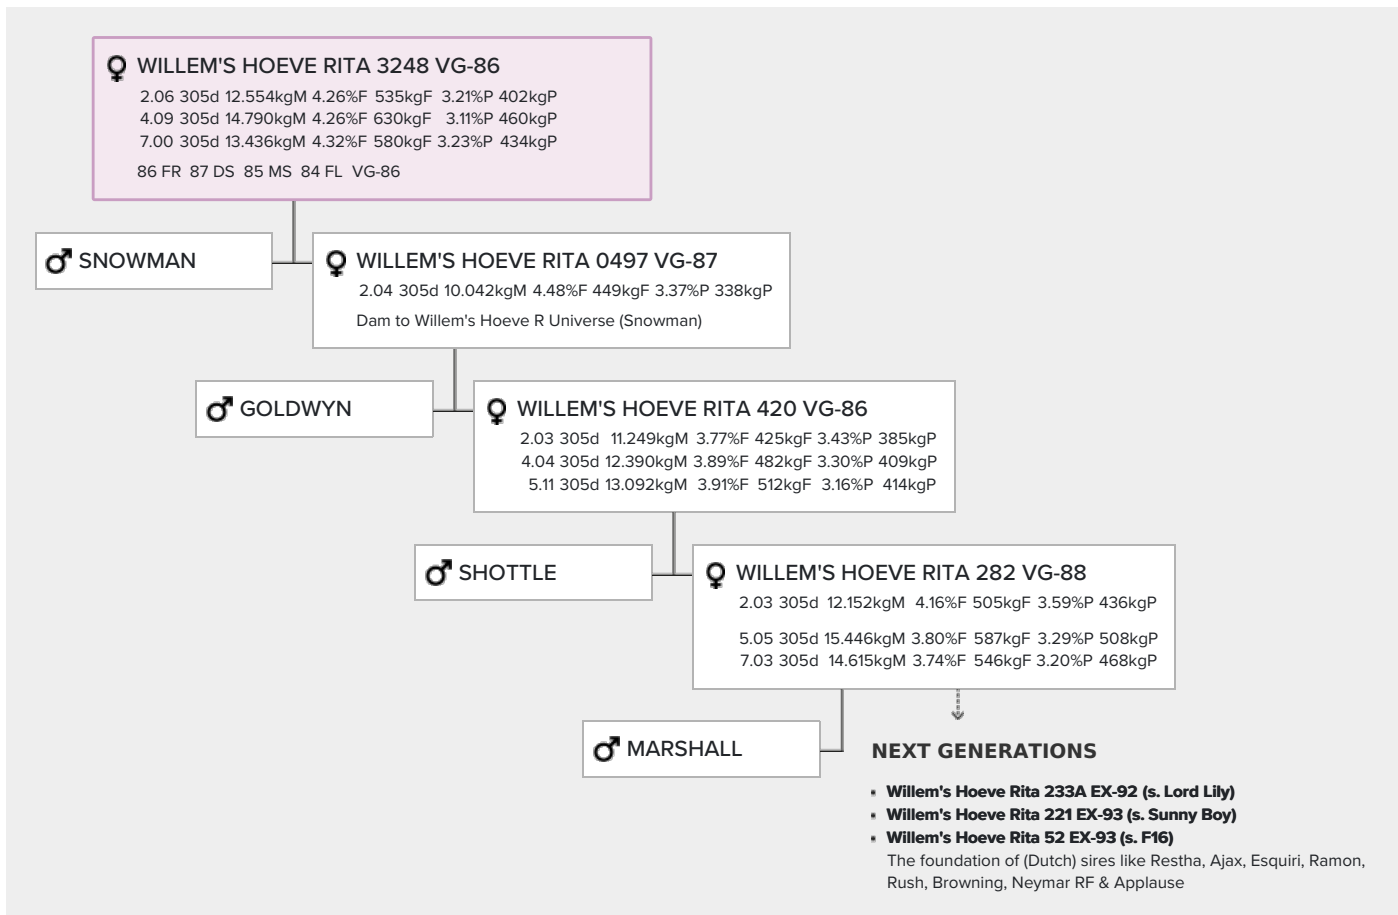 WILLEM'S HOEVE RITA 3248 VG-86
2.06 305d 12.554kgM 4.26%F 535kgF 3.21%P 402kgP
4.09 305d 14.790kgM 4.26%F 630kgF 3.11%P 460kgP
7.00 305d 13.436kgM 4.32%F 580kgF 3.23%P 434kgP
86 FR 87 DS 85 MS 84 FL VG-86
SNOWMAN
WILLEM'S HOEVE RITA 0497 VG-87
2.04 305d 10.042kgM 4.48%F 449kgF 3.37%P 338kgP
Dam to Willem's Hoeve R Universe (Snowman)
GOLDWYN
WILLEM'S HOEVE RITA 420 VG-86
2.03 305d 11.249kgM 3.77%F 425kgF 3.43%P 385kgP
4.04 305d 12.390kgM 3.89%F 482kgF 3.30%P 409kgP
5.11 305d 13.092kgM 3.91%F 512kgF 3.16%P 414kgP
SHOTTLE
WILLEM'S HOEVE RITA 282 VG-88
2.03 305d 12.152kgM 4.16%F 505kgF 3.59%P 436kgP
5.05 305d 15.446kgM 3.80%F 587kgF 3.29%P 508kgP
7.03 305d 14.615kgM 3.74%F 546kgF 3.20%P 468kgP
MARSHALL
NEXT GENERATIONS
▪ Willem's Hoeve Rita 233A EX-92 (s. Lord Lily)
▪ Willem's Hoeve Rita 221 EX-93 (s. Sunny Boy)
▪ Willem's Hoeve Rita 52 EX-93 (s. F16)
The foundation of (Dutch) sires like Restha, Ajax, Esquiri, Ramon,
Rush, Browning, Neymar RF & Applause